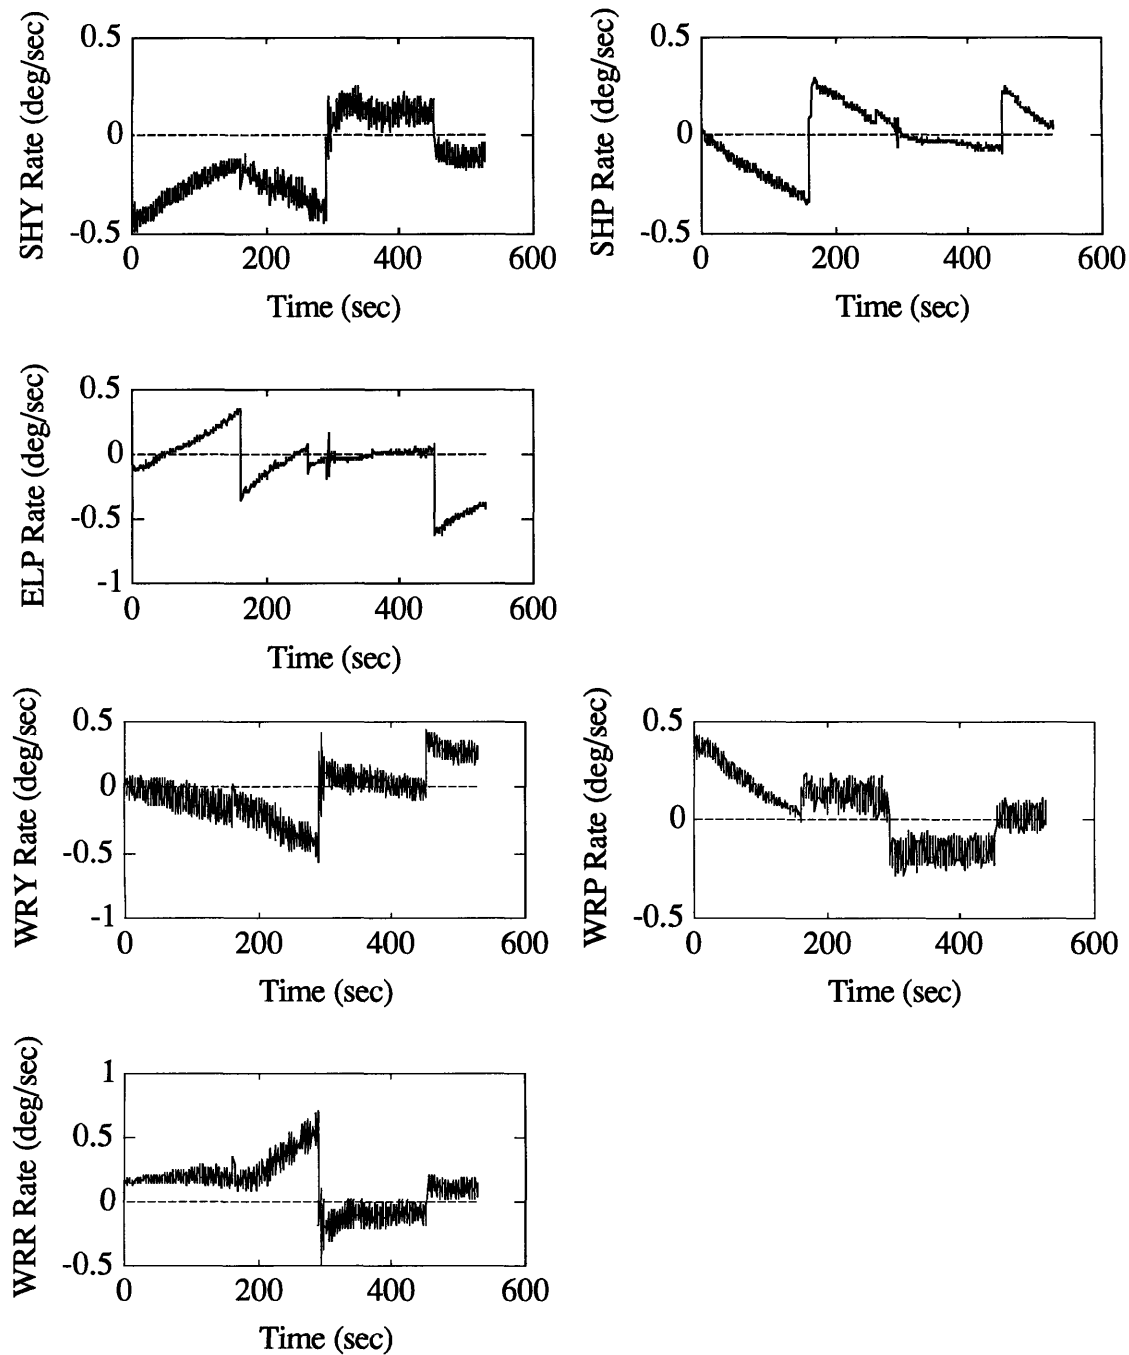 SHY Rate (deg/sec)
0.5
0
-0.5
0 200 400 600
Time (sec)
SHP Rate (deg/sec)
0.5
0
-0.5
0 200 400 600
Time (sec)
ELP Rate (deg/sec)
0.5
0
-0.5
-1
0 200 400 600
Time (sec)
WRY Rate (deg/sec)
0.5
0
-0.5
-1
0 200 400 600
Time (sec)
WRP Rate (deg/sec)
0.5
0
-0.5
0 200 400 600
Time (sec)
WRR Rate (deg/sec)
1
0.5
0
-0.5
0 200 400 600
Time (sec)